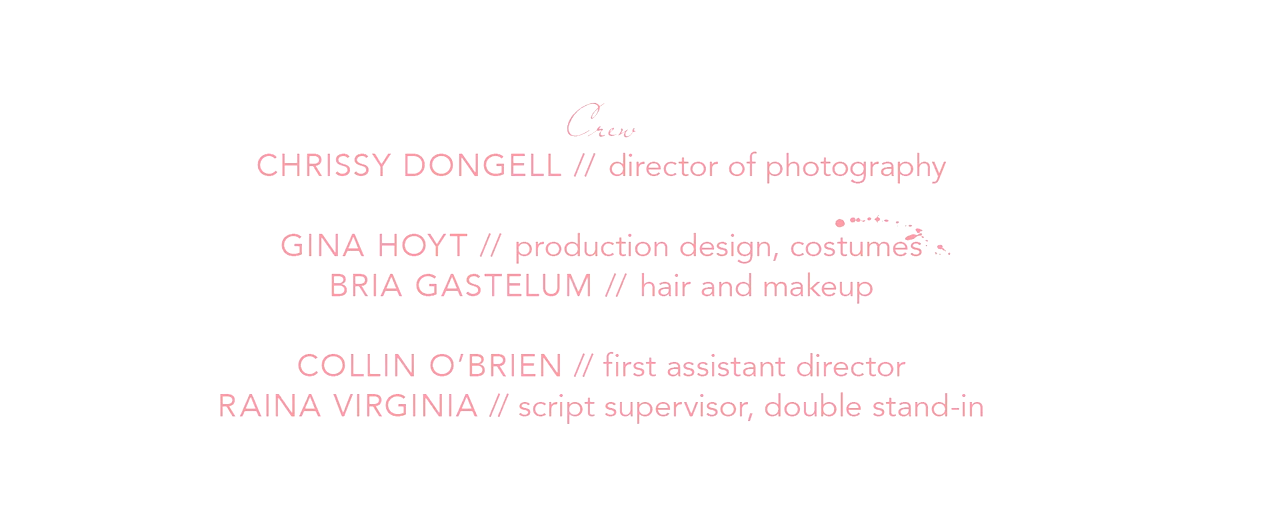 Crew
CHRISSY DONGELL // director of photography
GINA HOYT // production design, costumes
BRIA GASTELUM // hair and makeup
COLLIN O’BRIEN // first assistant director
RAINA VIRGINIA // script supervisor, double stand-in